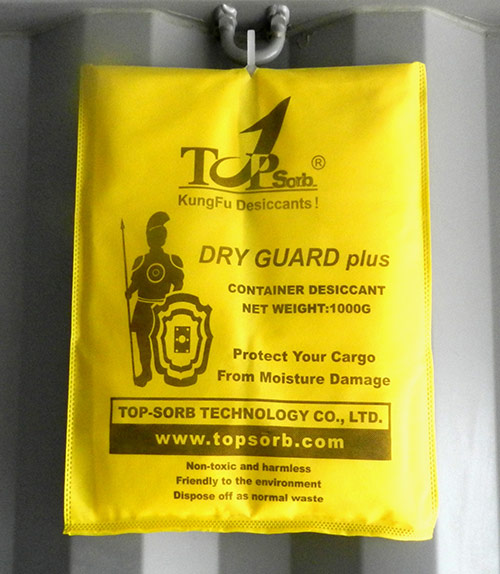 TOP1 Sorb ®
KungFu Desiccants!
DRY GUARD plus
CONTAINER DESICCANT
NET WEIGHT:1000G
Protect Your Cargo
From Moisture Damage
TOP-SORB TECHNOLOGY CO., LTD.
www.topsorb.com
Non-toxic and harmless
Friendly to the environment
Dispose off as normal waste